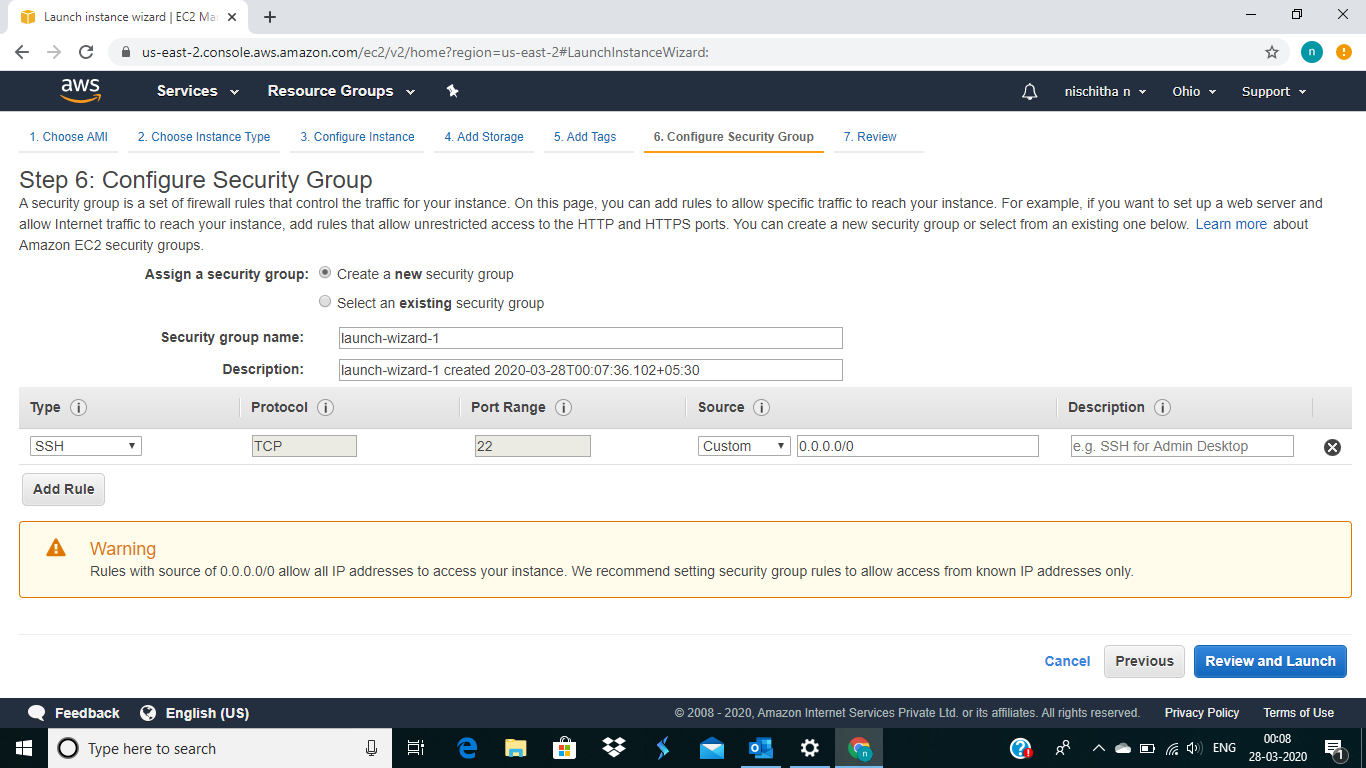 Launch instance wizard | EC2 Ma
us-east-2.console.aws.amazon.com/ec2/v2/home?region=us-east-2#LaunchInstanceWizard:
n
aws
Services
Resource Groups
nischitha n
Ohio
Support
1. Choose AMI
2. Choose Instance Type
3. Configure Instance
4. Add Storage
5. Add Tags
6. Configure Security Group
7. Review
Step 6: Configure Security Group
A security group is a set of firewall rules that control the traffic for your instance. On this page, you can add rules to allow specific traffic to reach your instance. For example, if you want to set up a web server and
allow Internet traffic to reach your instance, add rules that allow unrestricted access to the HTTP and HTTPS ports. You can create a new security group or select from an existing one below. Learn more about
Amazon EC2 security groups.
Assign a security group:
Create a new security group
Select an existing security group
Security group name:
launch-wizard-1
Description:
launch-wizard-1 created 2020-03-28T00:07:36.102+05:30
Type
Protocol
Port Range
Source
Description
SSH
TCP
22
Custom
0.0.0.0/0
e.g. SSH for Admin Desktop
Add Rule
Warning
Rules with source of 0.0.0.0/0 allow all IP addresses to access your instance. We recommend setting security group rules to allow access from known IP addresses only.
Cancel
Previous
Review and Launch
Feedback
English (US)
© 2008 - 2020, Amazon Internet Services Private Ltd. or its affiliates. All rights reserved.
Privacy Policy
Terms of Use
Type here to search
ENG
00:08
28-03-2020
1